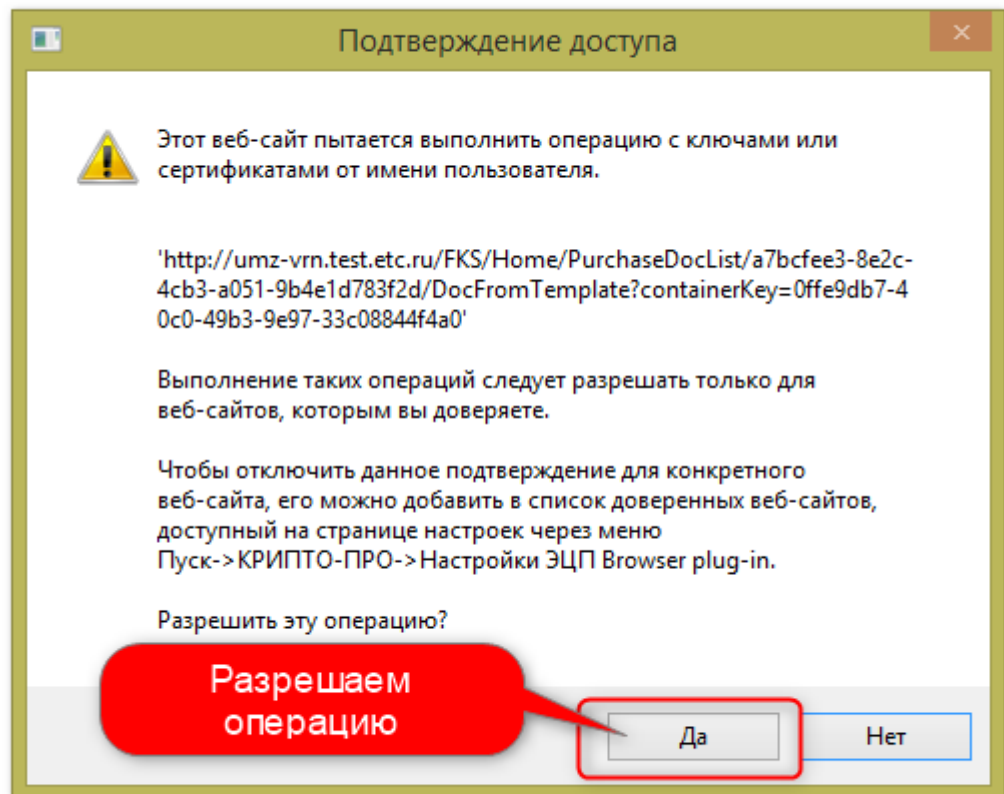 Подтверждение доступа
Этот веб-сайт пытается выполнить операцию с ключами или
сертификатами от имени пользователя.
'http://umz-vrn.test.etc.ru/FKS/Home/PurchaseDocList/a7bcfee3-8e2c-
4cb3-a051-9b4e1d783f2d/DocFromTemplate?containerKey=0ffe9db7-4
0c0-49b3-9e97-33c08844f4a0'
Выполнение таких операций следует разрешать только для
веб-сайтов, которым вы доверяете.
Чтобы отключить данное подтверждение для конкретного
веб-сайта, его можно добавить в список доверенных веб-сайтов,
доступный на странице настроек через меню
Пуск->КРИПТО-ПРО->Настройки ЭЦП Browser plug-in.
Разрешить эту операцию?
Разрешаем
операцию
Да
Нет